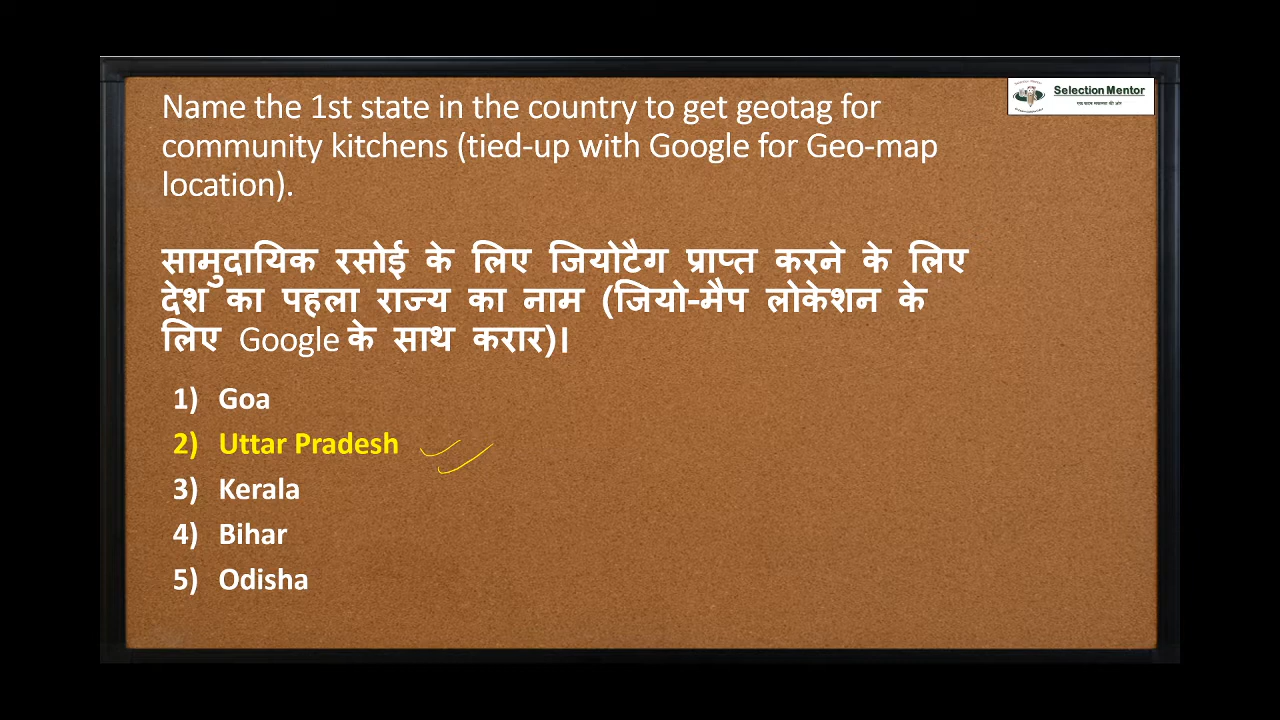 Selection Mentor
Name the 1st state in the country to get geotag for
community kitchens (tied-up with Google for Geo-map
location).
सामुदायिक रसोई के लिए जियोटैग प्राप्त करने के लिए
देश का पहला राज्य का नाम (जियो-मैप लोकेशन के
लिए Google के साथ करार)।
1) Goa
2) Uttar Pradesh
3) Kerala
4) Bihar
5) Odisha